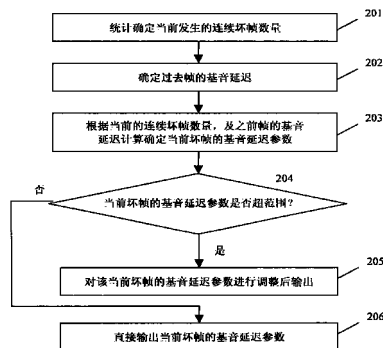 统计确定当前发生的连续坏帧数量
201
确定过去帧的基音延迟
202
根据当前的连续坏帧数量，及之前帧的基音
延迟计算确定当前坏帧的基音延迟参数
203
204
否
当前坏帧的基音延迟参数是否超范围？
是
205
对该当前坏帧的基音延迟参数进行调整后输出
206
直接输出当前坏帧的基音延迟参数